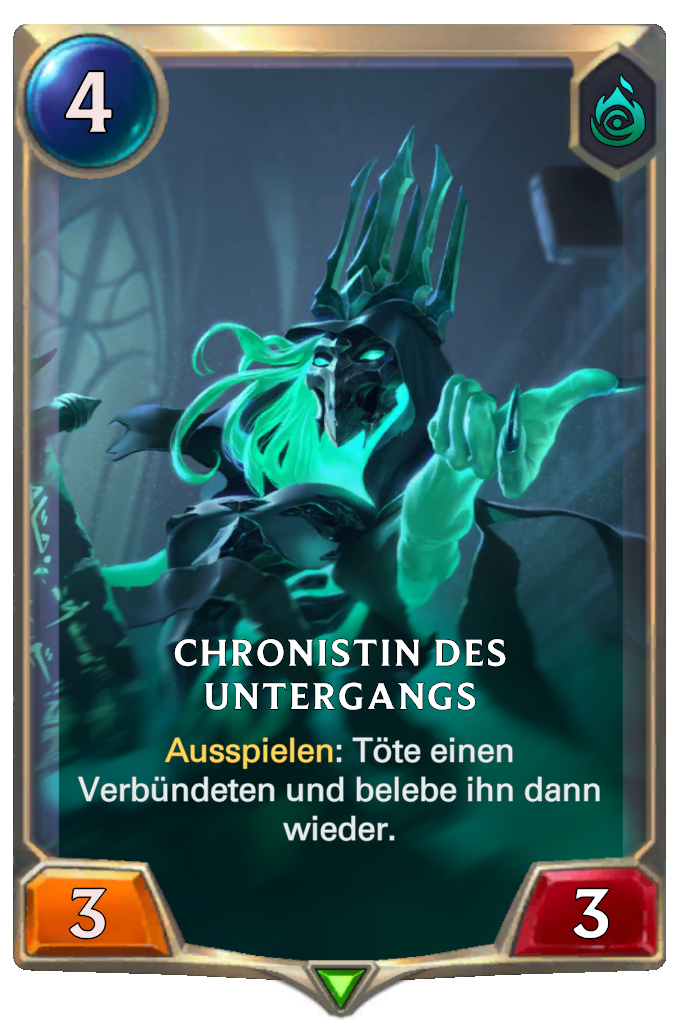 4
CHRONISTIN DES
UNTERGANGS
Ausspielen: Töte einen
Verbündeten und belebe ihn dann
wieder.
3 3